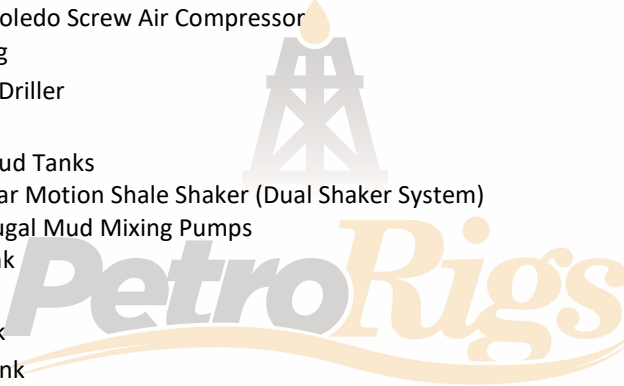 oledo Screw Air Compressor
g
Driller
ud Tanks
ar Motion Shale Shaker (Dual Shaker System)
ugal Mud Mixing Pumps
nk
PetroRigs
k
nk